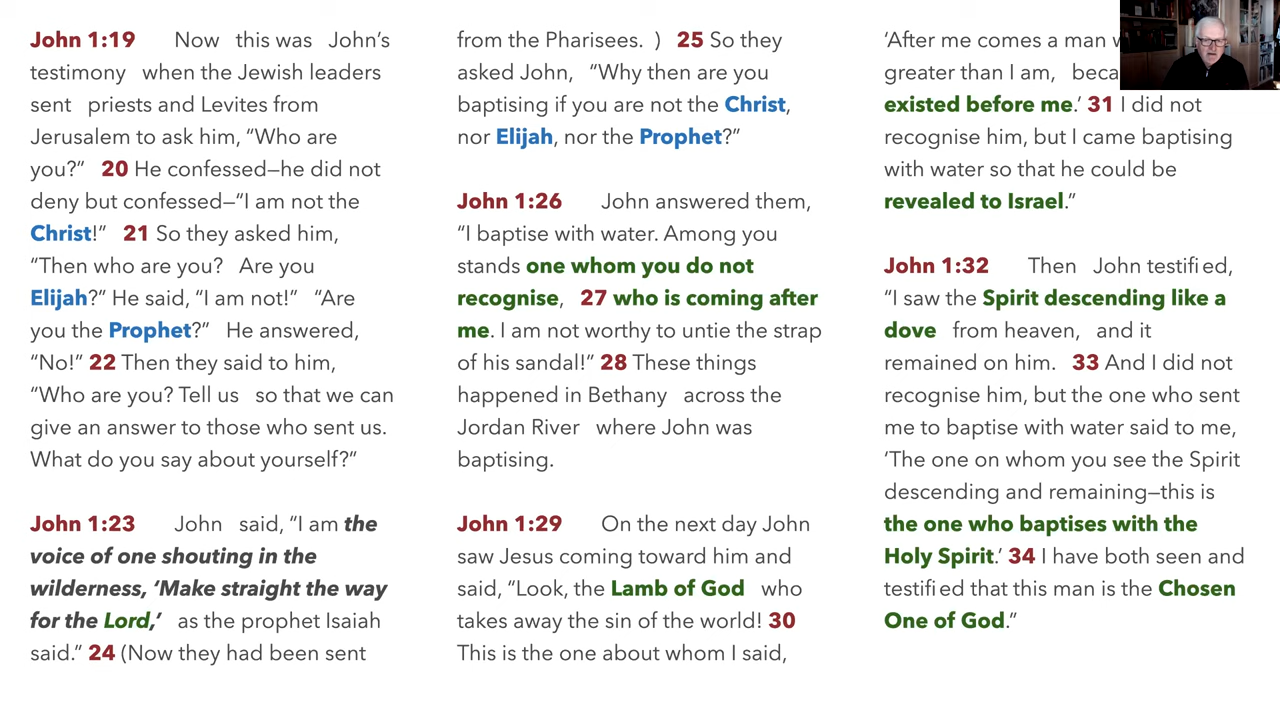 John 1:19 Now this was John's
testimony when the Jewish leaders
sent priests and Levites from
Jerusalem to ask him, “Who are
you?” 20 He confessed—he did not
deny but confessed—“I am not the
Christ!” 21 So they asked him,
“Then who are you? Are you
Elijah?” He said, “I am not!” “Are
you the Prophet?” He answered,
“No!” 22 Then they said to him,
“Who are you? Tell us so that we can
give an answer to those who sent us.
What do you say about yourself?”
John 1:23 John said, “I am the
voice of one shouting in the
wilderness, ‘Make straight the way
for the Lord,’ as the prophet Isaiah
said.” 24 (Now they had been sent
from the Pharisees. ) 25 So they
asked John, “Why then are you
baptising if you are not the Christ,
nor Elijah, nor the Prophet?”
John 1:26 John answered them,
“I baptise with water. Among you
stands one whom you do not
recognise, 27 who is coming after
me. I am not worthy to untie the strap
of his sandal!” 28 These things
happened in Bethany across the
Jordan River where John was
baptising.
John 1:29 On the next day John
saw Jesus coming toward him and
said, “Look, the Lamb of God who
takes away the sin of the world! 30
This is the one about whom I said,
‘After me comes a man
greater than I am,
existed before me.’ 31 I did not
recognise him, but I came baptising
with water so that he could be
revealed to Israel.”
John 1:32 Then John testified,
“I saw the Spirit descending like a
dove from heaven, and it
remained on him. 33 And I did not
recognise him, but the one who sent
me to baptise with water said to me,
‘The one on whom you see the Spirit
descending and remaining—this is
the one who baptises with the
Holy Spirit.’ 34 I have both seen and
testified that this man is the Chosen
One of God.”